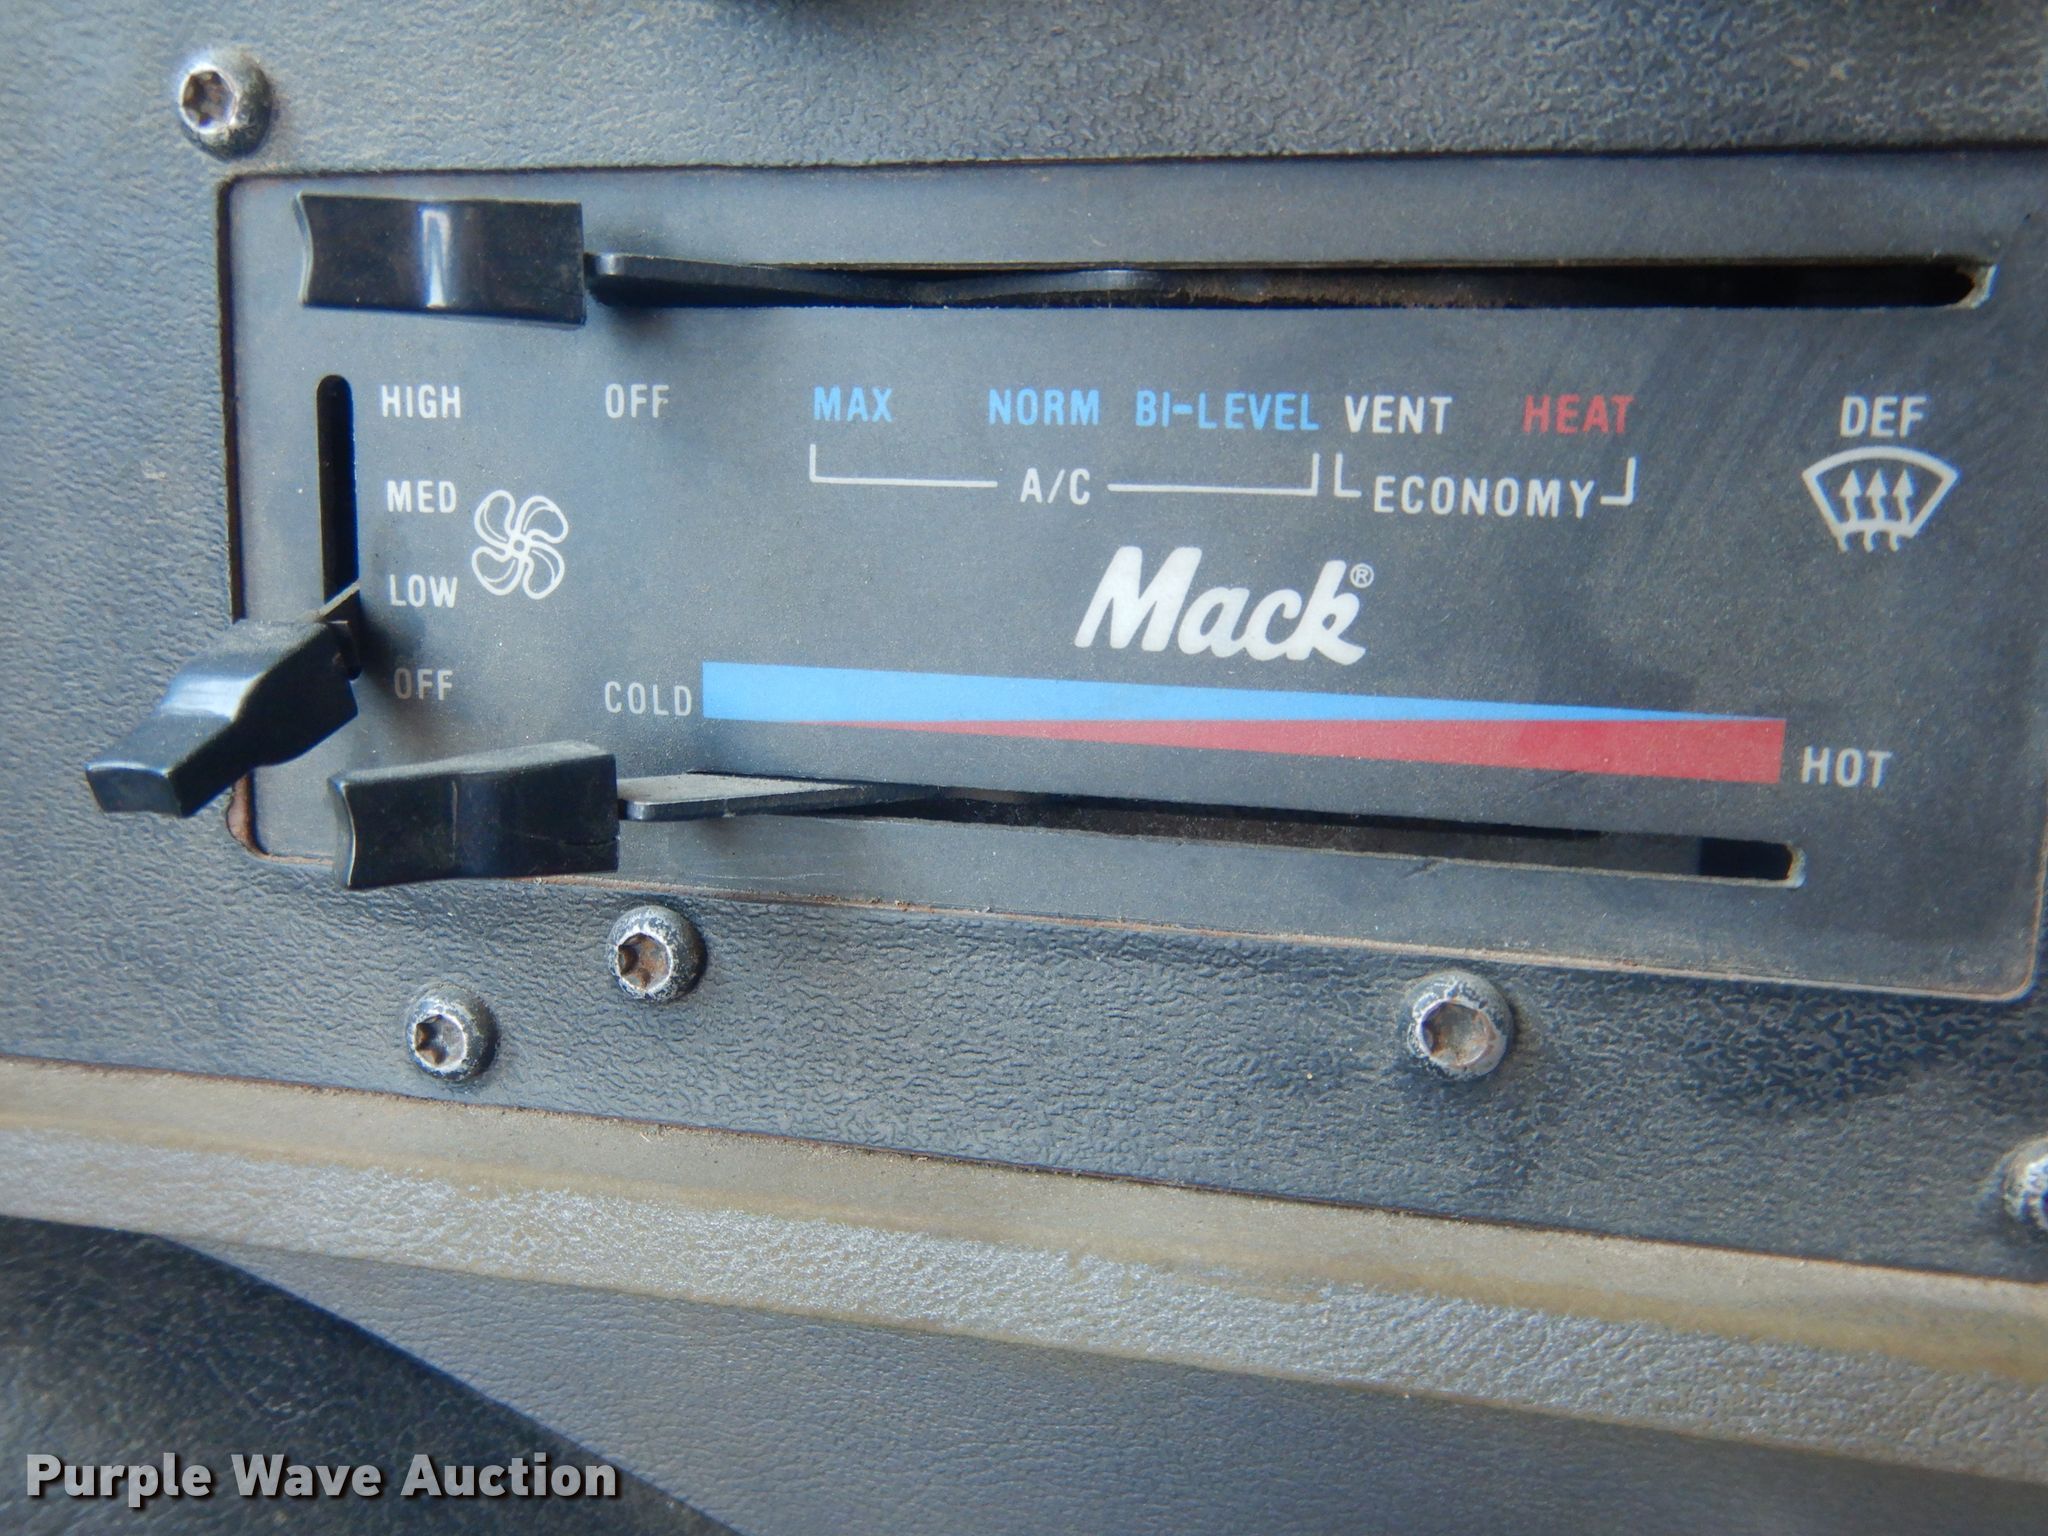 HIGH OFF MAX NORM BI-LEVEL VENT HEAT DEF
MED A/C ECONOMY
LOW
Mack®
OFF COLD HOT
Purple Wave Auction